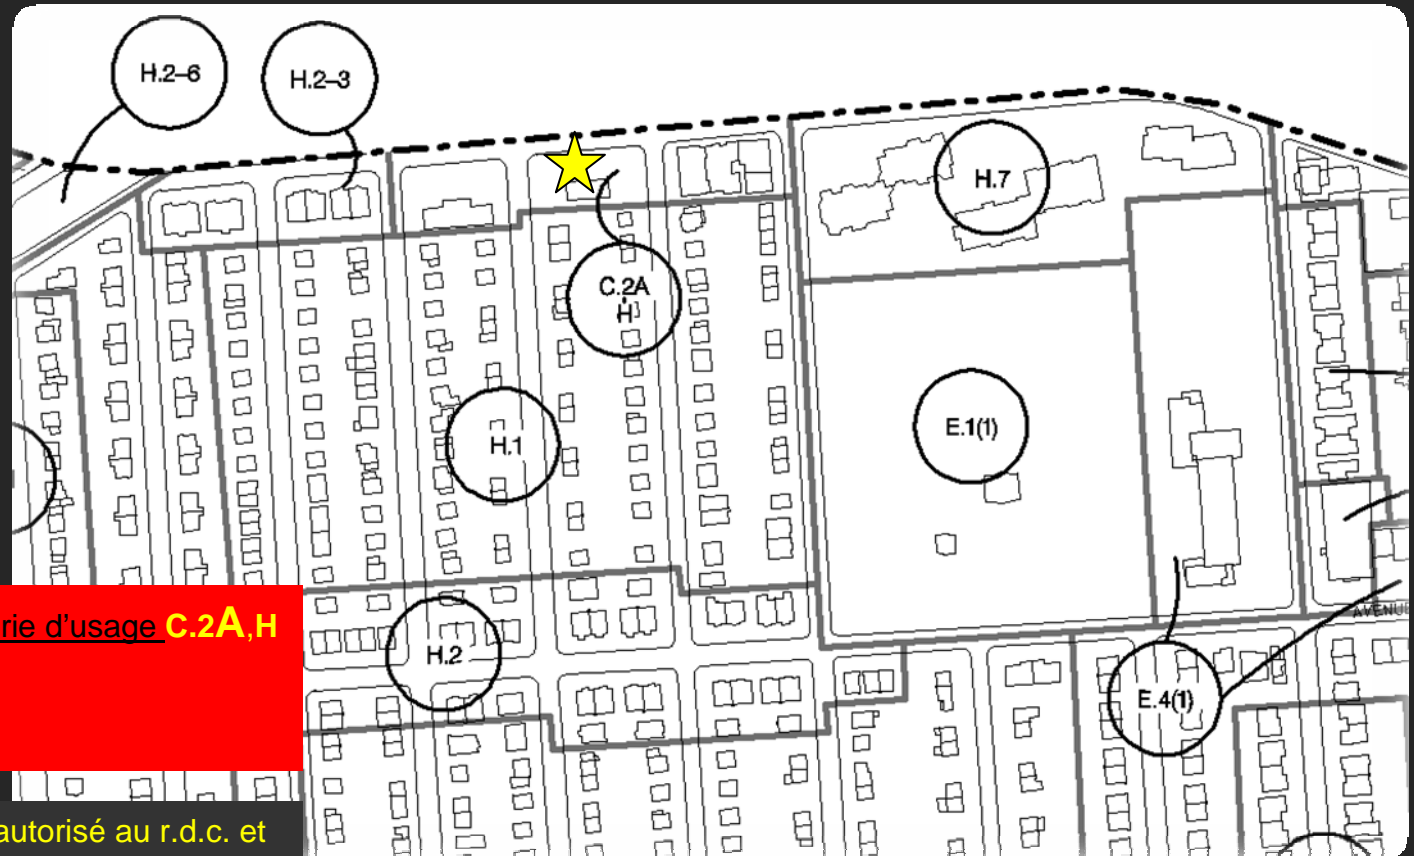 H.2–6
H.2–3
H.7
C.2A
H
E.1(1)
H.1
AVENUE
rie d'usage C.2A,H
H.2
E.4(1)
autorisé au r.d.c. et